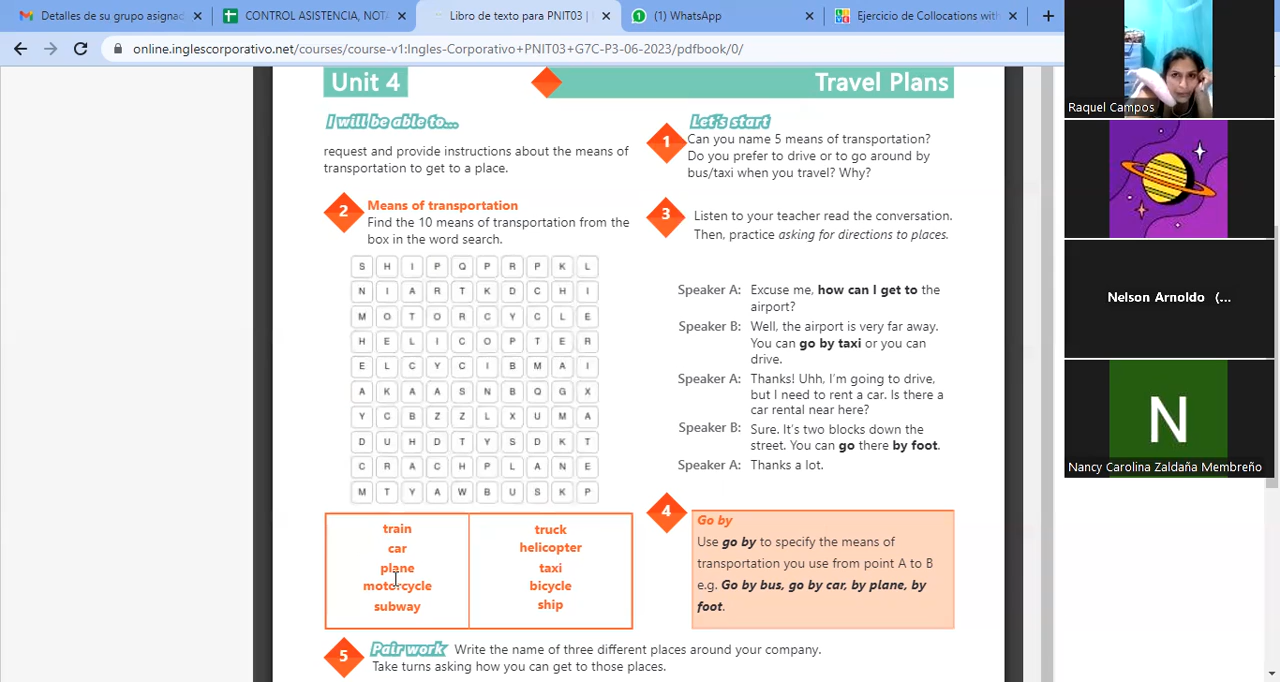 Detalles de su grupo asignad
CONTROL ASISTENCIA, NOTA
Libro de texto para PNIT03 |
(1) WhatsApp
Ejercicio de Collocations with
online.inglescorporativo.net/courses/course-v1:Ingles-Corporativo+PNIT03+G7C-P3-06-2023/pdfbook/0/
Unit 4
Travel Plans
I will be able to...
request and provide instructions about the means of
transportation to get to a place.
2
Means of transportation
Find the 10 means of transportation from the
box in the word search.
S H I P Q P R P K L
N I A R T F D C H I
M O T O R C Y C L E
H E L I C O P T E R
E L C Y C I B M A I
A K A A S N B Q G X
Y C B Z Z L X U M A
D U H D T Y S D K T
C R A C H P L A N E
M T Y A W B U S K P
train
car
plane
motorcycle
subway
truck
helicopter
taxi
bicycle
ship
Let's start
1
Can you name 5 means of transportation?
Do you prefer to drive or to go around by
bus/taxi when you travel? Why?
3
Listen to your teacher read the conversation.
Then, practice asking for directions to places.
Speaker A: Excuse me, how can I get to the
airport?
Speaker B: Well, the airport is very far away.
You can go by taxi or you can
drive.
Speaker A: Thanks! Uhh, I'm going to drive,
but I need to rent a car. Is there a
car rental near here?
Speaker B: Sure. It's two blocks down the
street. You can go there by foot.
Speaker A: Thanks a lot.
4
Go by
Use go by to specify the means of
transportation you use from point A to B
e.g. Go by bus, go by car, by plane, by
foot.
5
Pair work Write the name of three different places around your company.
Take turns asking how you can get to those places.
Raquel Campos
Nelson Arnoldo (...
N
Nancy Carolina Zaldaña Membreño